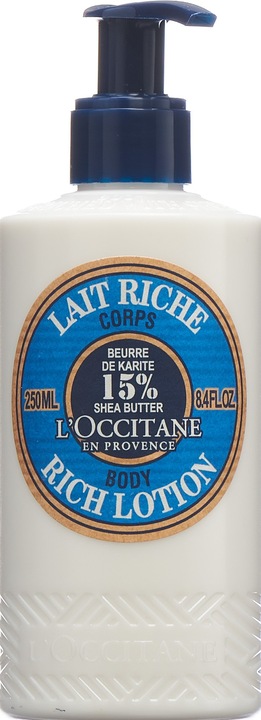 LAIT RICHE
CORPS
BEURRE
DE KARITE
15%
SHEA BUTTER
250ML
8.4FL.OZ.
L'OCCITANE
EN PROVENCE
BODY
RICH LOTION
L'OCCITANE